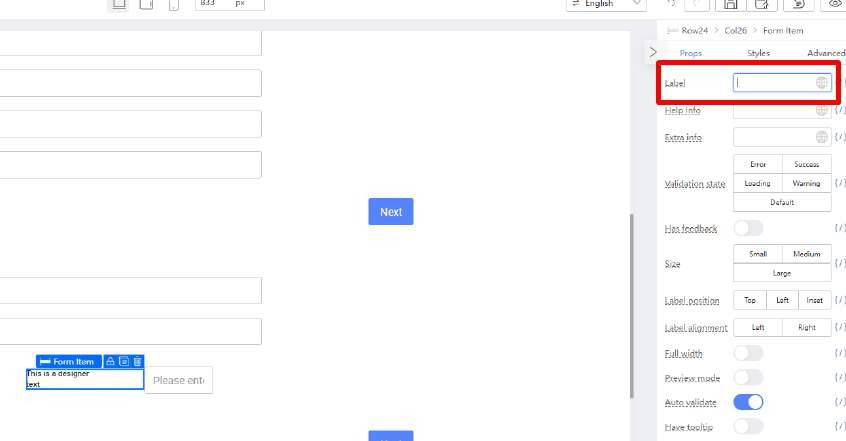 833 px
English
Row24 > Col26 > Form Item
Props Styles Advanced
Label
Help info
Extra info
Error Success
Validation state
Loading Warning
Default
Next
Has feedback
Small Medium
Size
Large
Label position
Top Left Inset
Label alignment
Left Right
Full width
Form Item
This is a designer
text
Please ente
Preview mode
Auto validate
Have tooltip